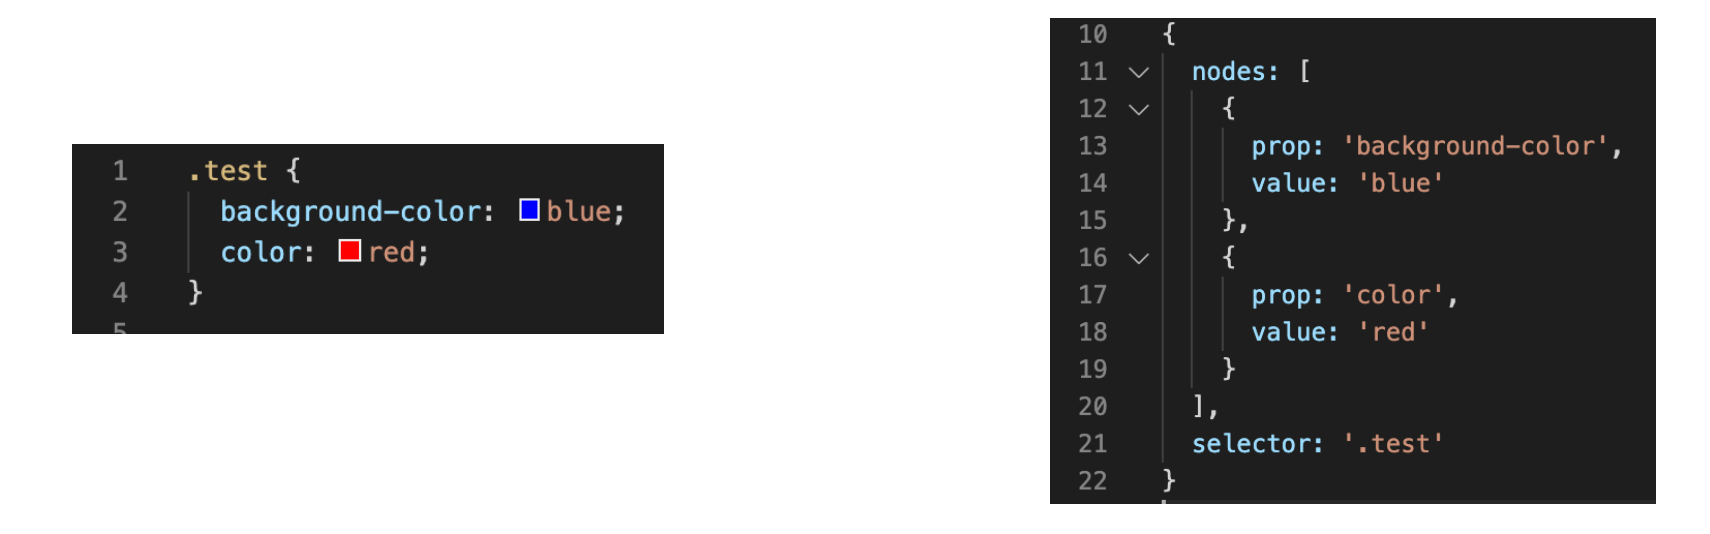 1 .test {
2 background-color: blue;
3 color: red;
4 }
5
10 {
11 nodes: [
12 {
13 prop: 'background-color',
14 value: 'blue'
15 },
16 {
17 prop: 'color',
18 value: 'red'
19 }
20 ],
21 selector: '.test'
22 }